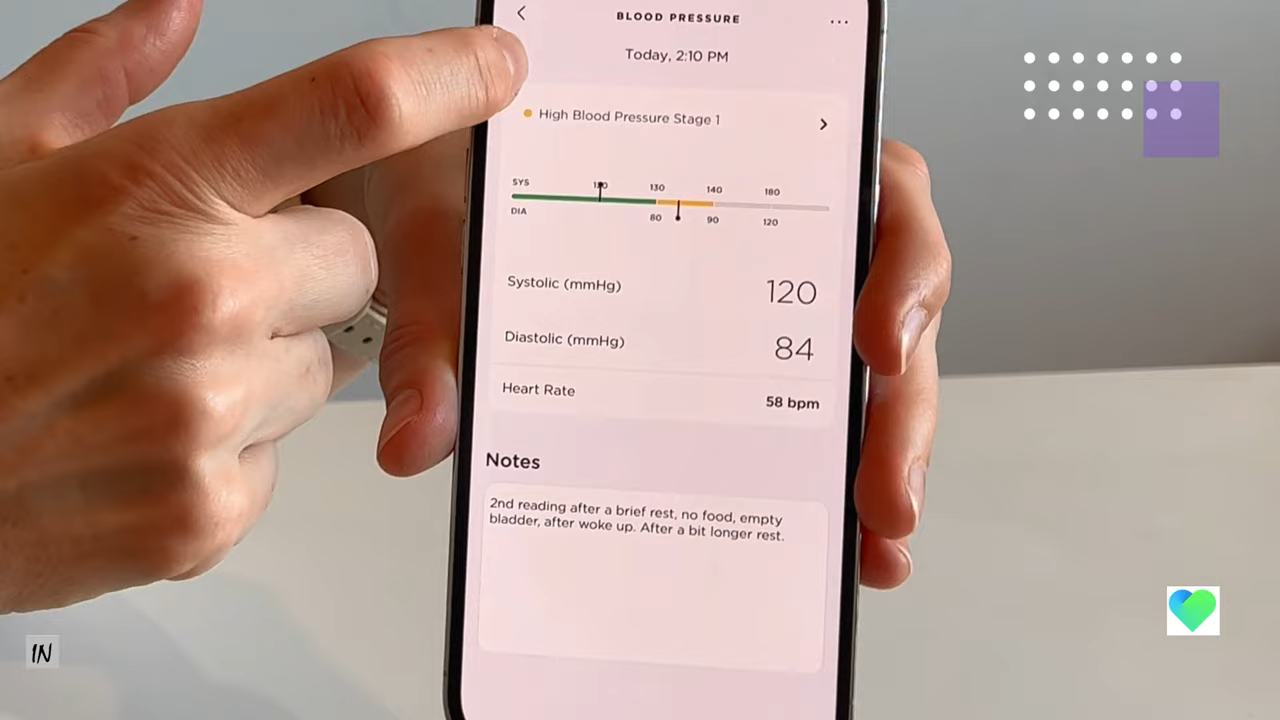 BLOOD PRESSURE
Today, 2:10 PM
High Blood Pressure Stage 1
SYS 130 140 180
DIA 80 90 120
Systolic (mmHg) 120
Diastolic (mmHg) 84
Heart Rate 58 bpm
Notes
2nd reading after a brief rest, no food, empty
bladder, after woke up. After a bit longer rest.
IN